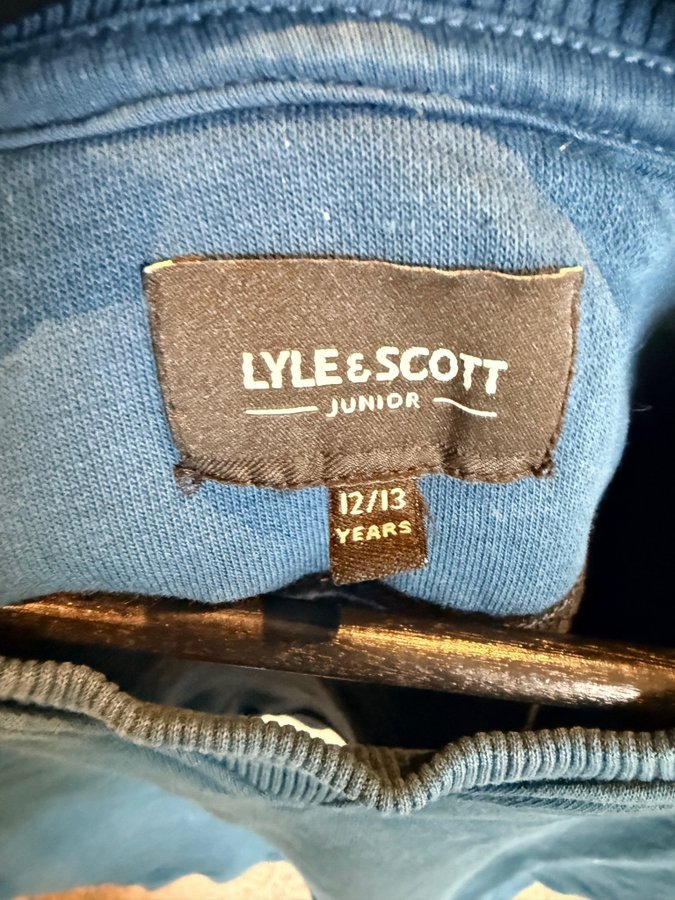 LYLE & SCOTT
JUNIOR
12/13
YEARS